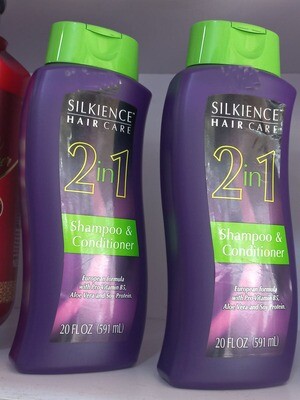 SILKIENCE™
HAIR CARE
2in1
Shampoo &
Conditioner
European formula
with Pro Vitamin B5,
Aloe Vera and Soy Protein.
20 FL OZ (591 mL)
SILKIENCE
HAIR CARE
2in1
Shampoo &
Conditioner
European formula
with Pro Vitamin B5,
Aloe Vera and Soy Protein.
20 FL OZ (591 mL)